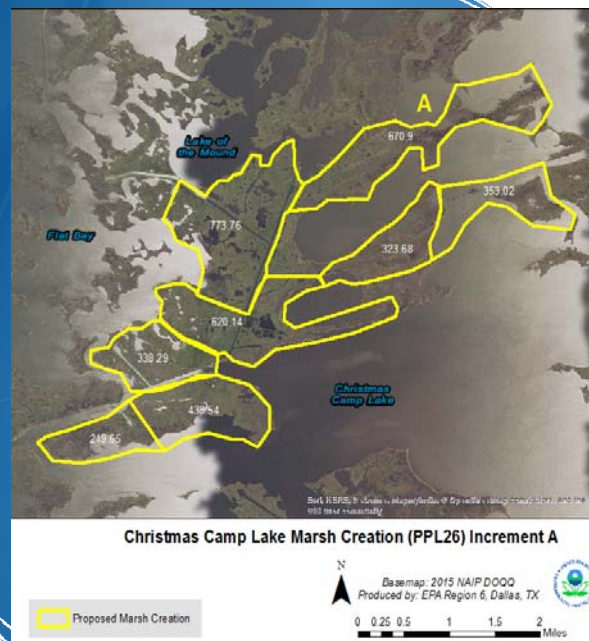 A
670.9
Lake of
the Mound
353.02
773.76
Flat Bay
323.68
620.14
338.29
Christmas
Camp Lake
249.65
Christmas Camp Lake Marsh Creation (PPL26) Increment A
N
Basemap: 2015 NAIP DOQQ
Produced by: EPA Region 6, Dallas, TX
Proposed Marsh Creation
0 0.25 0.5 1 1.5 2
Miles